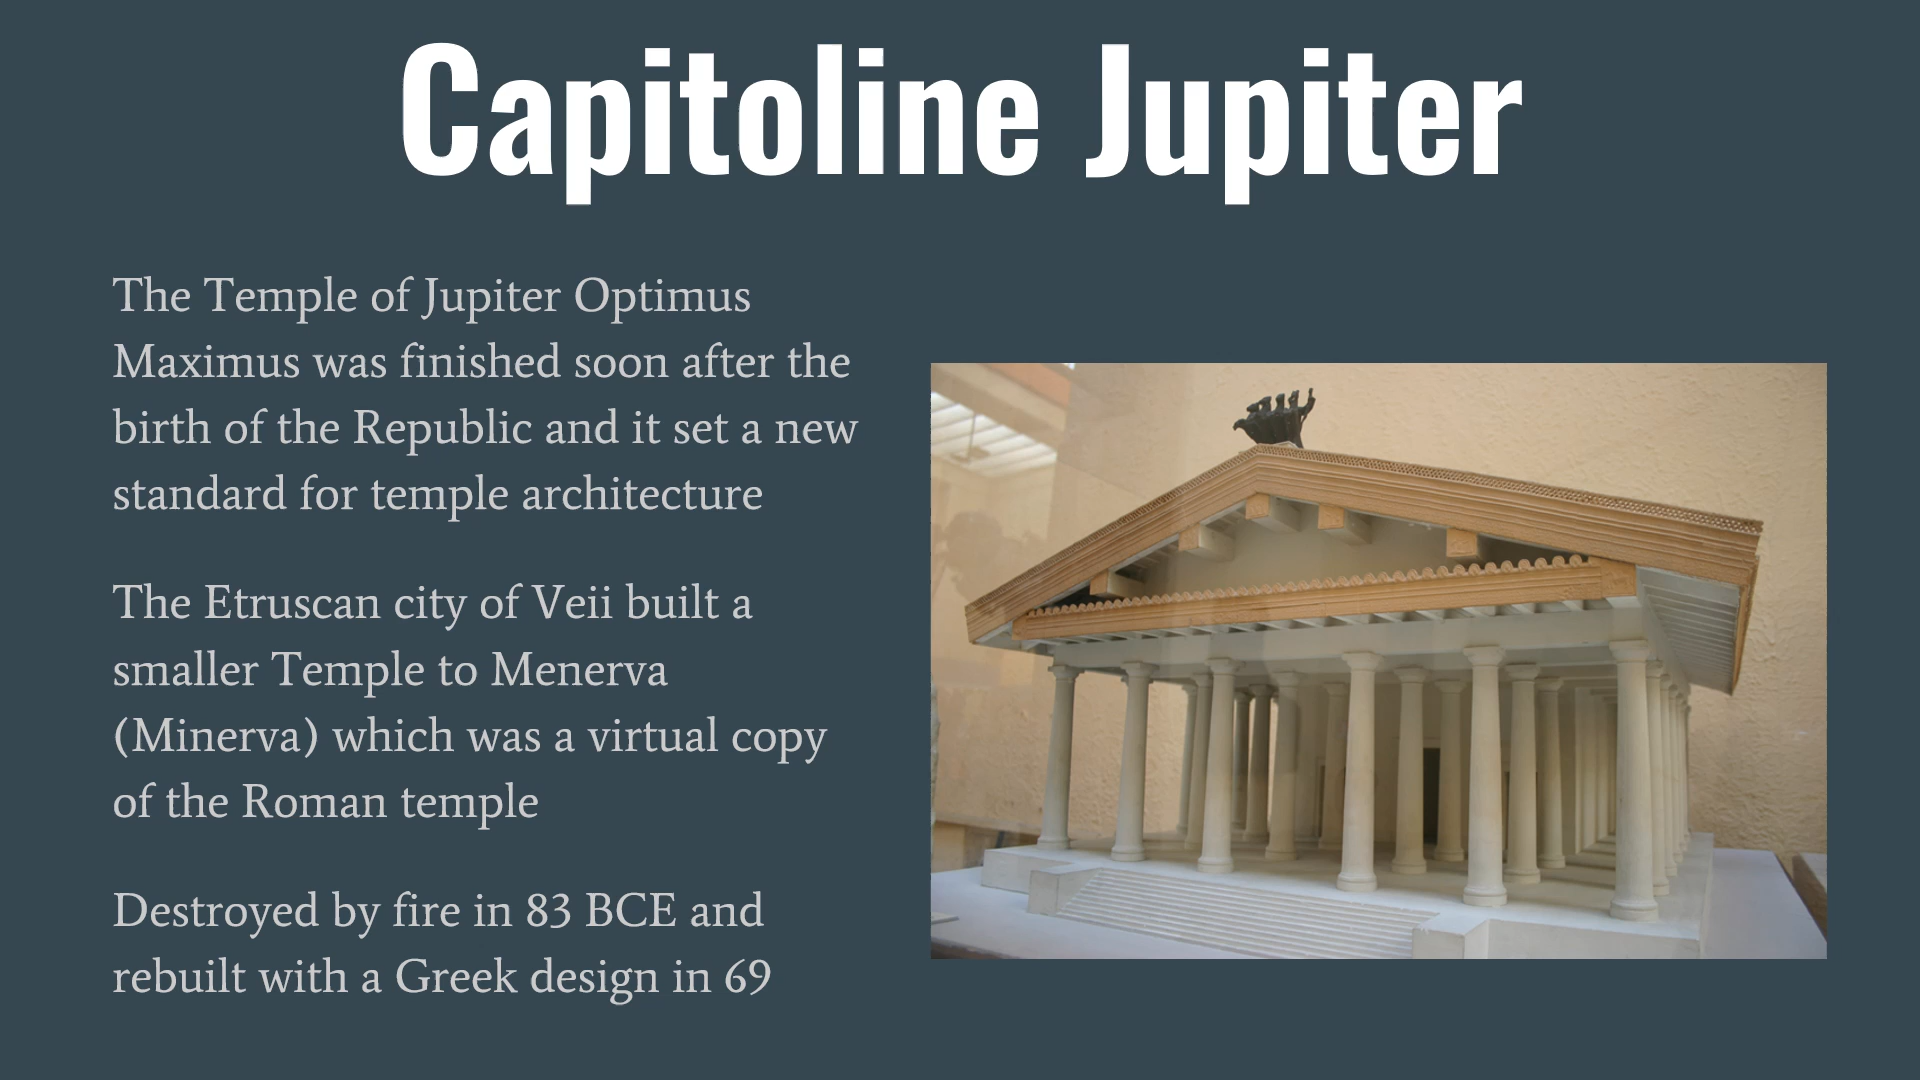 Capitoline Jupiter
The Temple of Jupiter Optimus
Maximus was finished soon after the
birth of the Republic and it set a new
standard for temple architecture
The Etruscan city of Veii built a
smaller Temple to Menerva
(Minerva) which was a virtual copy
of the Roman temple
Destroyed by fire in 83 BCE and
rebuilt with a Greek design in 69